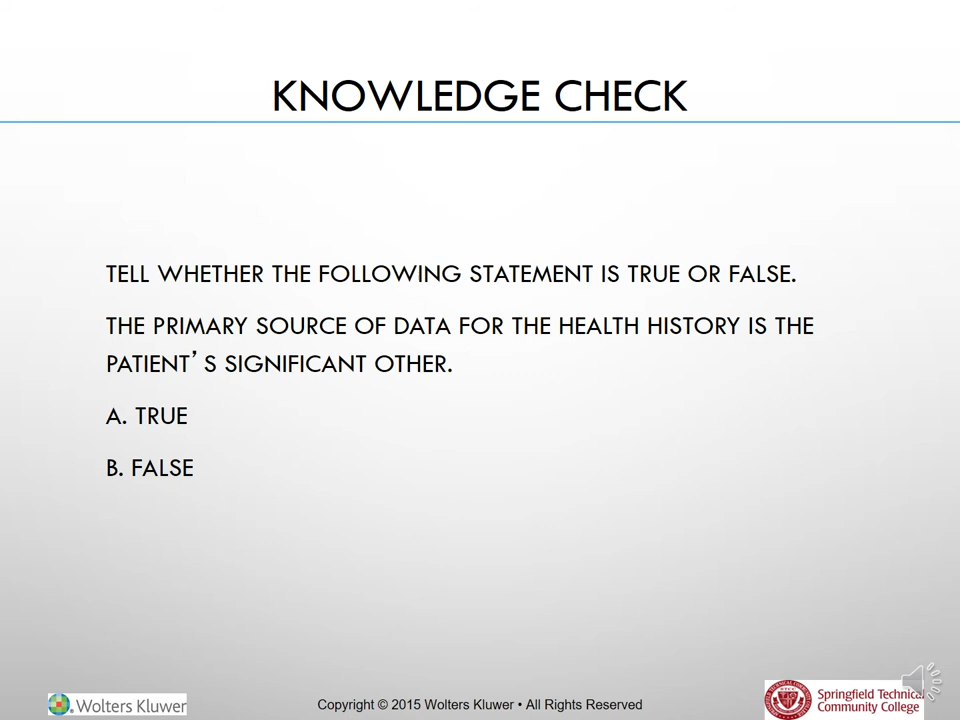 KNOWLEDGE CHECK
TELL WHETHER THE FOLLOWING STATEMENT IS TRUE OR FALSE.
THE PRIMARY SOURCE OF DATA FOR THE HEALTH HISTORY IS THE
PATIENT’S SIGNIFICANT OTHER.
A. TRUE
B. FALSE
Wolters Kluwer
Copyright © 2015 Wolters Kluwer • All Rights Reserved
Springfield Technical
Community College